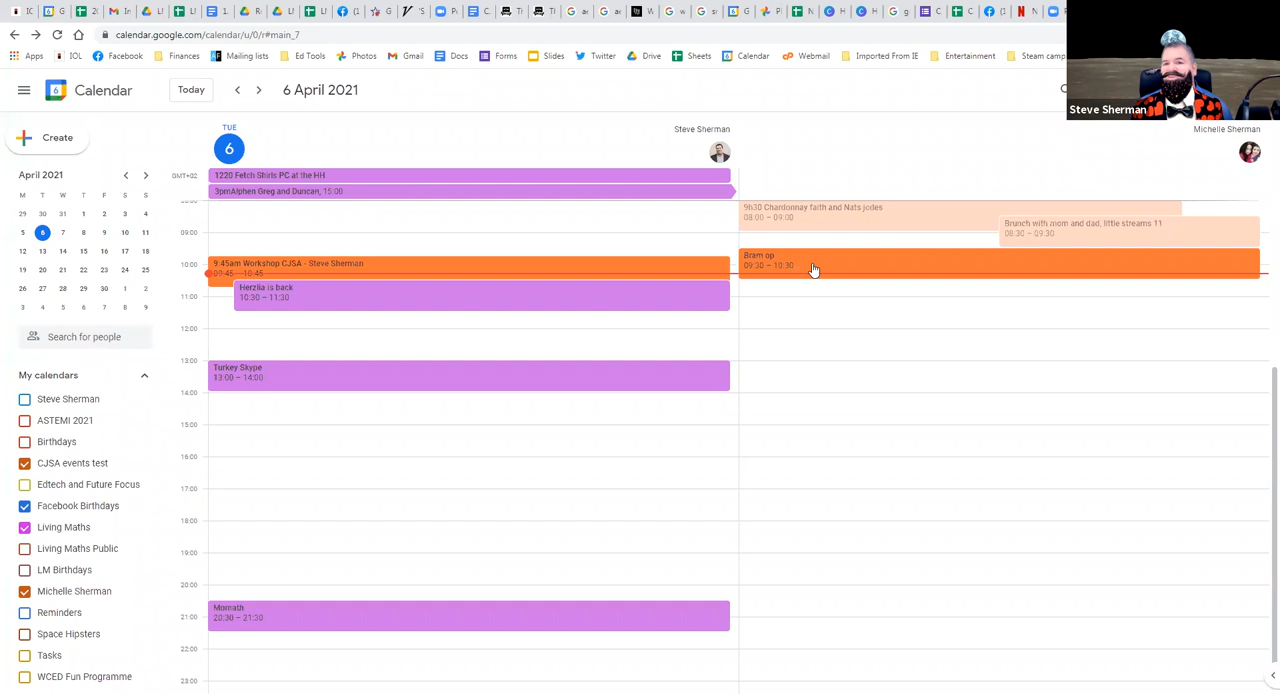 calendar.google.com/calendar/u/0/r#main_7
Apps IOL Facebook Finances Mailing lists Ed Tools Photos Gmail Docs Forms Slides Twitter Drive Sheets Calendar Webmail Imported From IE Entertainment Steam camp
Steve Sherman
6 Calendar Today 6 April 2021
Create
TUE
6
Steve Sherman
Michelle Sherman
April 2021
M T W T F S S
29 30 31 1 2 3 4
5 6 7 8 9 10 11
12 13 14 15 16 17 18
19 20 21 22 23 24 25
26 27 28 29 30 1 2
3 4 5 6 7 8 9
Search for people
My calendars
Steve Sherman
ASTEMI 2021
Birthdays
CJSA events test
Edtech and Future Focus
Facebook Birthdays
Living Maths
Living Maths Public
LM Birthdays
Michelle Sherman
Reminders
Space Hipsters
Tasks
WCED Fun Programme
GMT+02
1220 Fetch Shirls PC at the HH
3pmAlphen Greg and Duncan, 15:00
9h30 Chardonnay faith and Nats jodes
08:00 – 09:00
Brunch with mom and dad, little streams 11
08:30 – 09:30
09:00
9:45am Workshop CJSA - Steve Sherman
09:45 – 10:45
Bram op
09:30 – 10:30
10:00
Herzlia is back
10:30 – 11:30
11:00
12:00
13:00
Turkey Skype
13:00 – 14:00
14:00
15:00
16:00
17:00
18:00
19:00
20:00
Momath
20:30 – 21:30
21:00
22:00
23:00